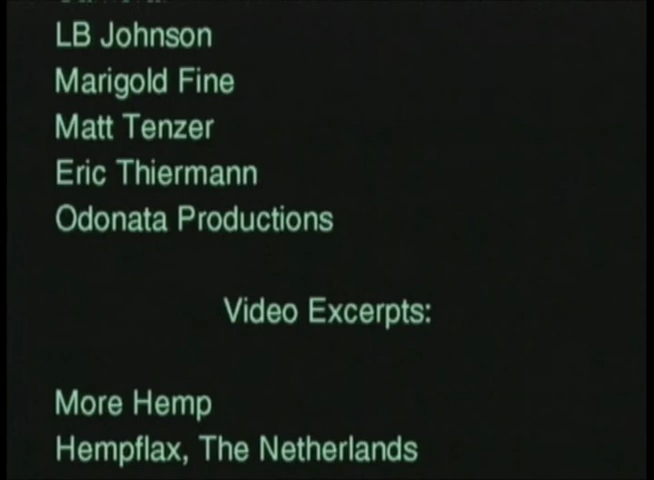 LB Johnson
Marigold Fine
Matt Tenzer
Eric Thiermann
Odonata Productions
Video Excerpts:
More Hemp
Hempflax, The Netherlands